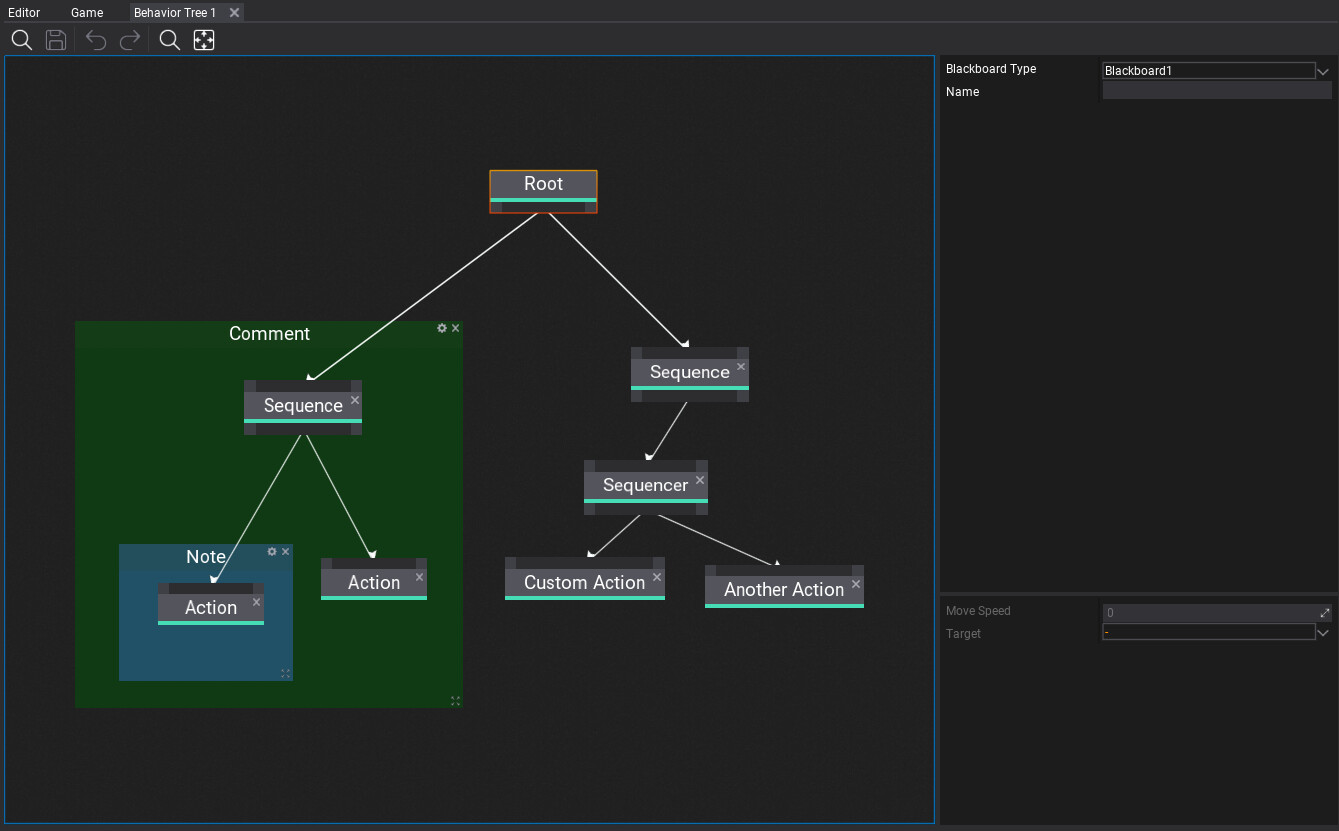 Editor Game Behavior Tree 1
Blackboard Type Blackboard1
Name
Root
Comment
Sequence
Sequence
Sequencer
Note
Action
Action
Custom Action
Another Action
Move Speed 0
Target -